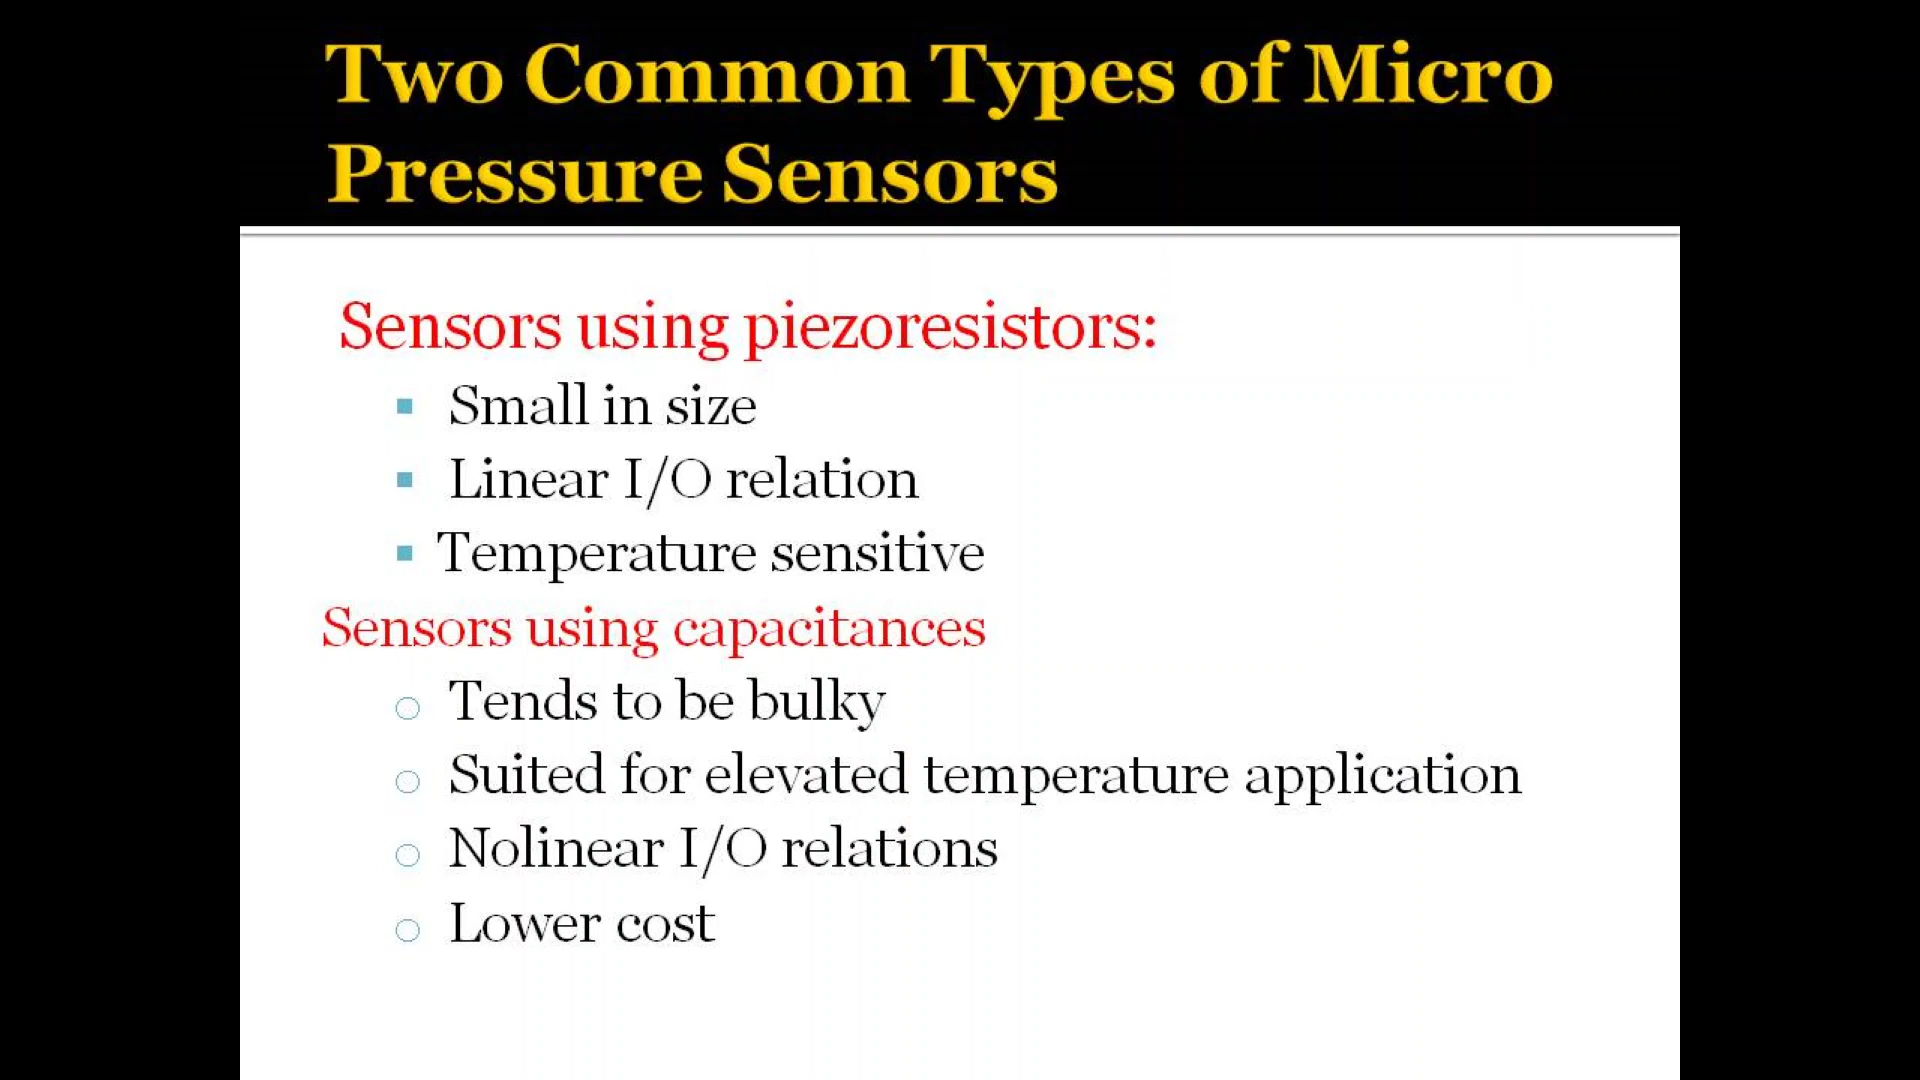 Two Common Types of Micro
Pressure Sensors
Sensors using piezoresistors:
▪ Small in size
▪ Linear I/O relation
▪ Temperature sensitive
Sensors using capacitances
○ Tends to be bulky
○ Suited for elevated temperature application
○ Nolinear I/O relations
○ Lower cost